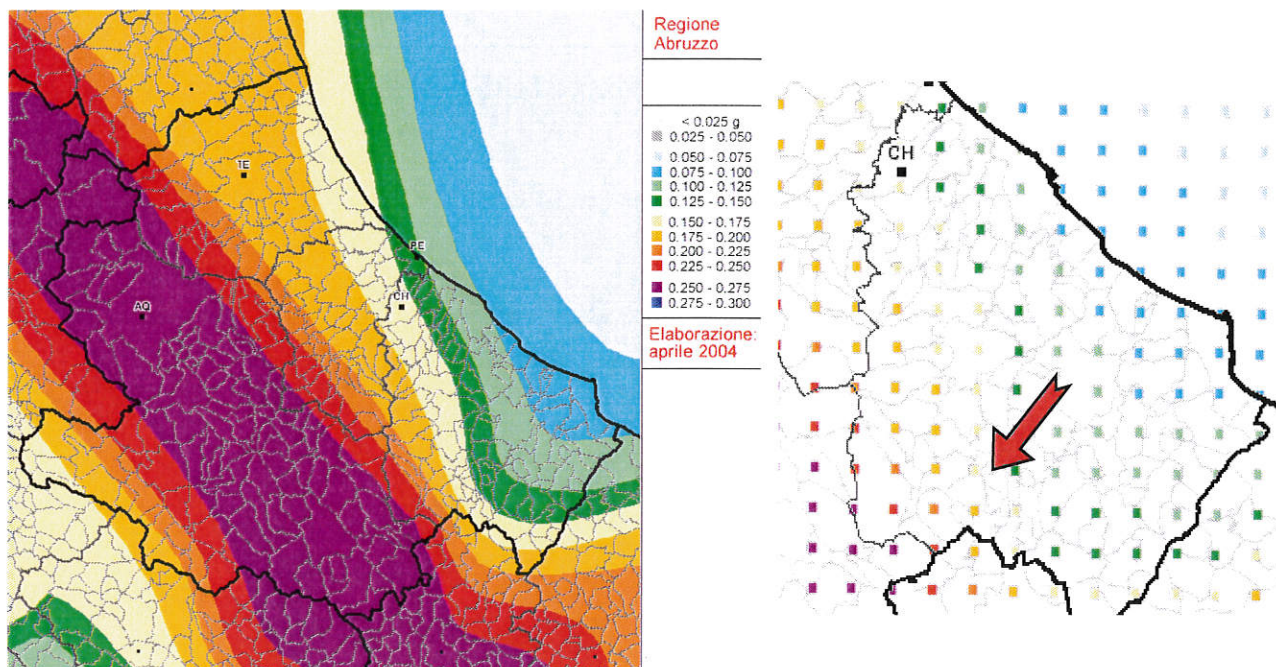 Regione
Abruzzo
< 0.025 g
0.025 - 0.050
0.050 - 0.075
0.075 - 0.100
0.100 - 0.125
0.125 - 0.150
0.150 - 0.175
0.175 - 0.200
0.200 - 0.225
0.225 - 0.250
0.250 - 0.275
0.275 - 0.300
Elaborazione:
aprile 2004
TE
PE
CH
AQ
CH